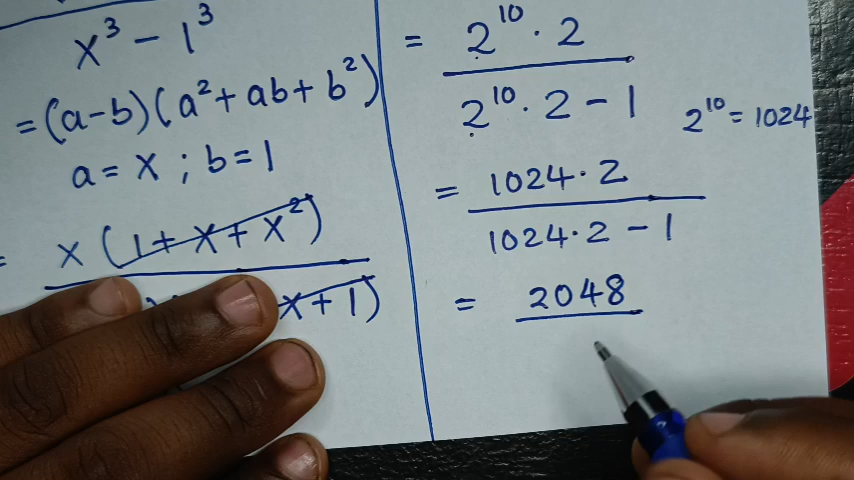 x³ - 1³
= (a-b)(a² + ab + b²)
a = x ; b = 1
= x (1 + x + x²)
x + 1)
= 2¹⁰ · 2
2¹⁰ · 2 - 1
2¹⁰ = 1024
= 1024 · 2
1024 · 2 - 1
= 2048